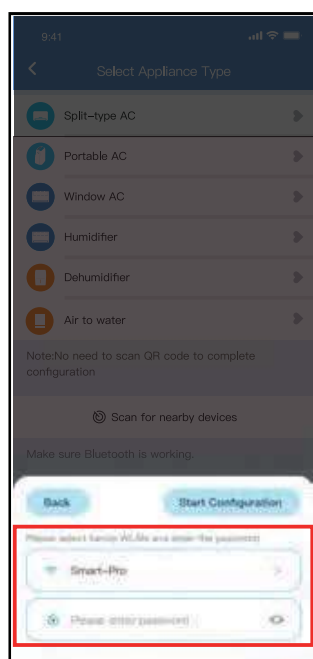 9:41
Select Appliance Type
Split-type AC
Portable AC
Window AC
Humidifier
Dehumidifier
Air to water
Note:No need to scan QR code to complete
configuration
Scan for nearby devices
Make sure Bluetooth is working.
Back
Start Configuration
Please select home WLAN and enter the password
Smart-Pro
Please enter password